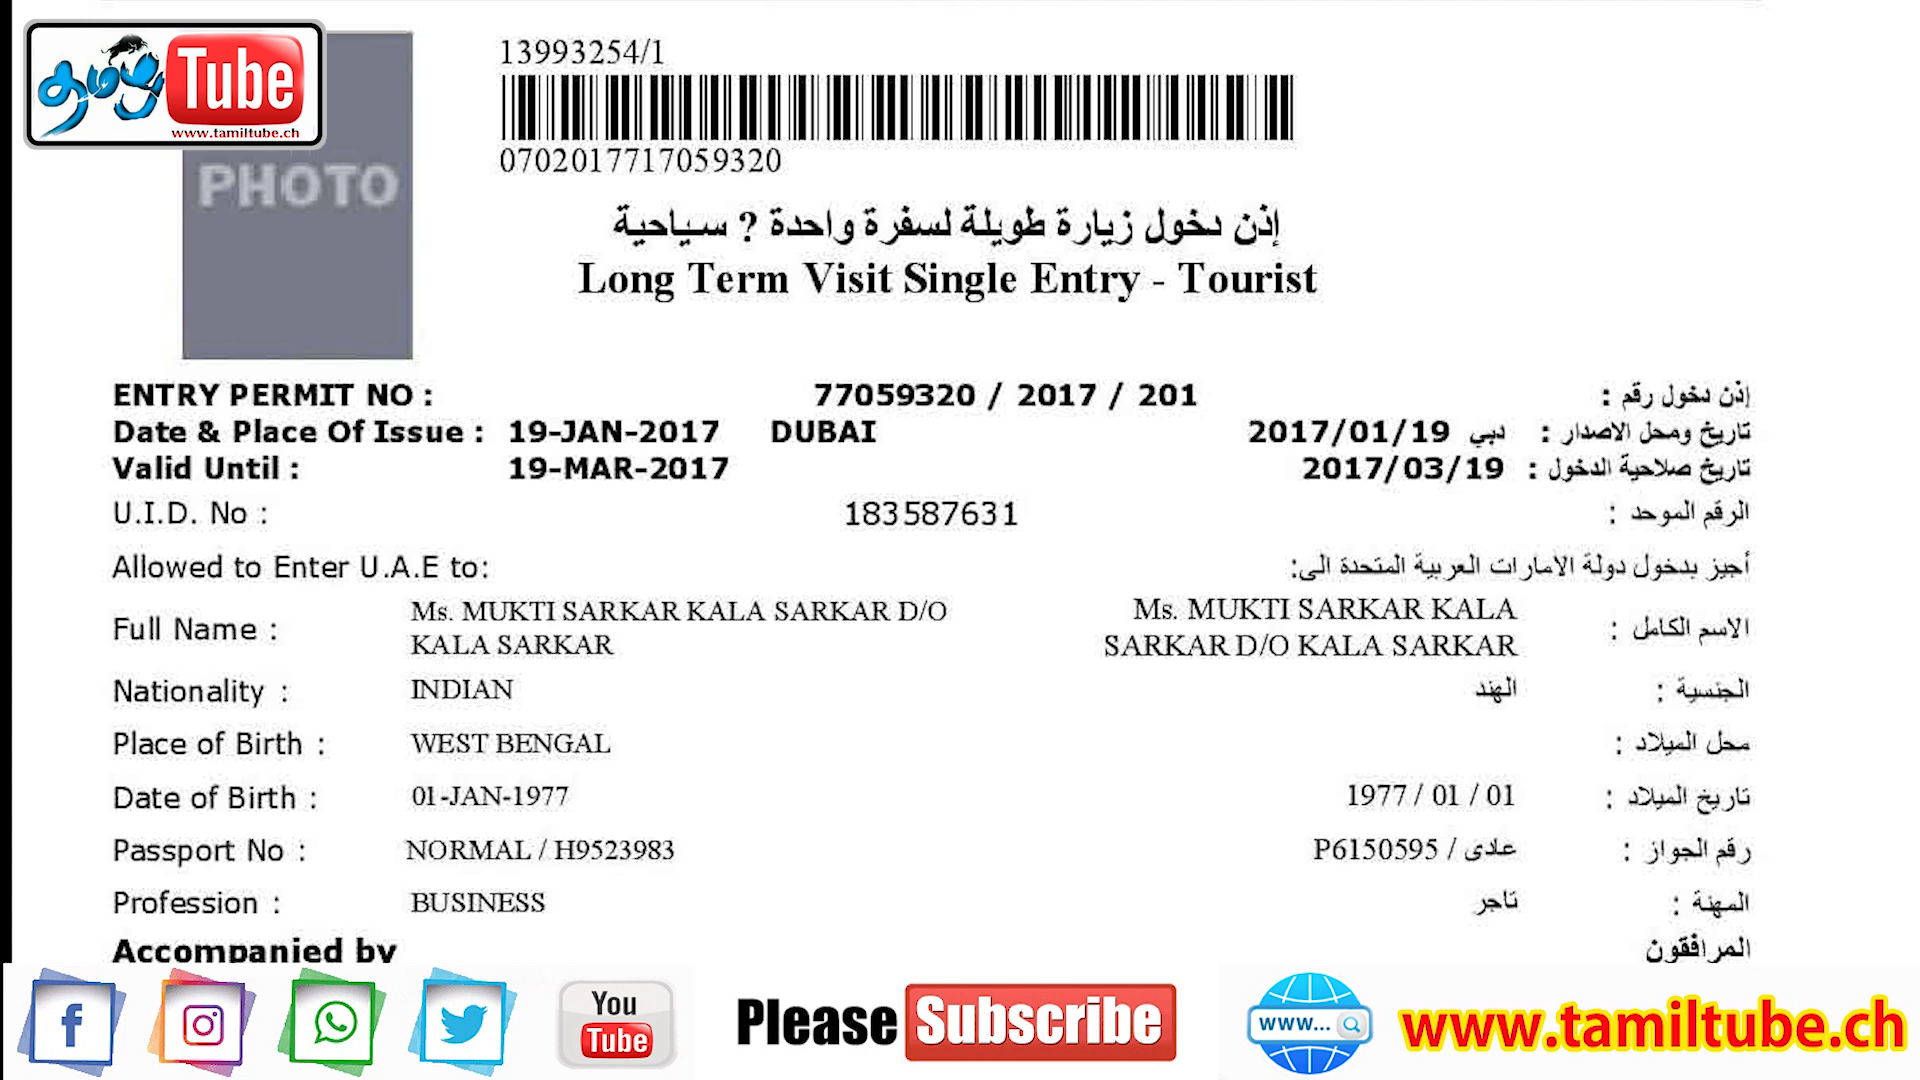 தமிழ் Tube
www.tamiltube.ch
PHOTO
13993254/1
0702017717059320
إذن دخول زيارة طويلة لسفرة واحدة ? سياحية
Long Term Visit Single Entry - Tourist
ENTRY PERMIT NO : 77059320 / 2017 / 201 إذن دخول رقم :
Date & Place Of Issue : 19-JAN-2017 DUBAI 2017/01/19 دبي تاريخ ومحل الاصدار :
Valid Until : 19-MAR-2017 2017/03/19 تاريخ صلاحية الدخول :
U.I.D. No : 183587631 الرقم الموحد :
Allowed to Enter U.A.E to: أجيز بدخول دولة الامارات العربية المتحدة الى:
Full Name : Ms. MUKTI SARKAR KALA SARKAR D/O Ms. MUKTI SARKAR KALA الاسم الكامل :
KALA SARKAR SARKAR D/O KALA SARKAR
Nationality : INDIAN الهند الجنسية :
Place of Birth : WEST BENGAL محل الميلاد :
Date of Birth : 01-JAN-1977 1977 / 01 / 01 تاريخ الميلاد :
Passport No : NORMAL / H9523983 P6150595 / عادى رقم الجواز :
Profession : BUSINESS تاجر المهنة :
Accompanied by المرافقون
You Tube Please Subscribe www... www.tamiltube.ch